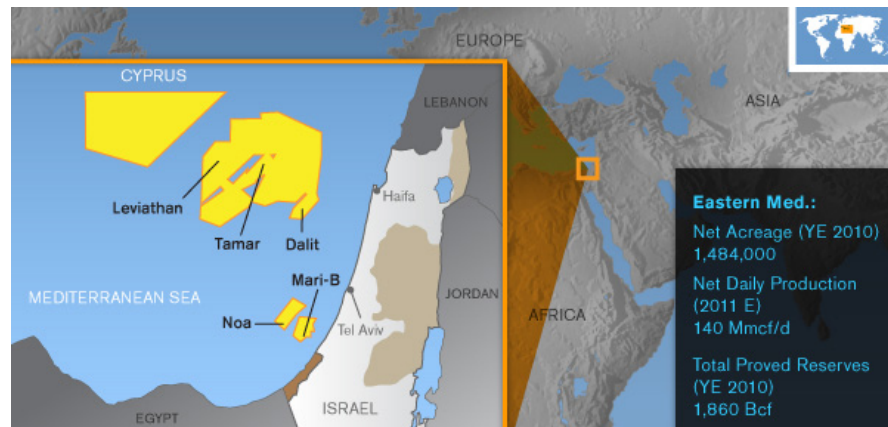 EUROPE
ASIA
AFRICA
CYPRUS
LEBANON
Haifa
Leviathan
Tamar
Dalit
Mari-B
MEDITERRANEAN SEA
Noa
Tel Aviv
JORDAN
EGYPT
ISRAEL
Eastern Med.:
Net Acreage (YE 2010)
1,484,000
Net Daily Production
(2011 E)
140 Mmcf/d
Total Proved Reserves
(YE 2010)
1,860 Bcf